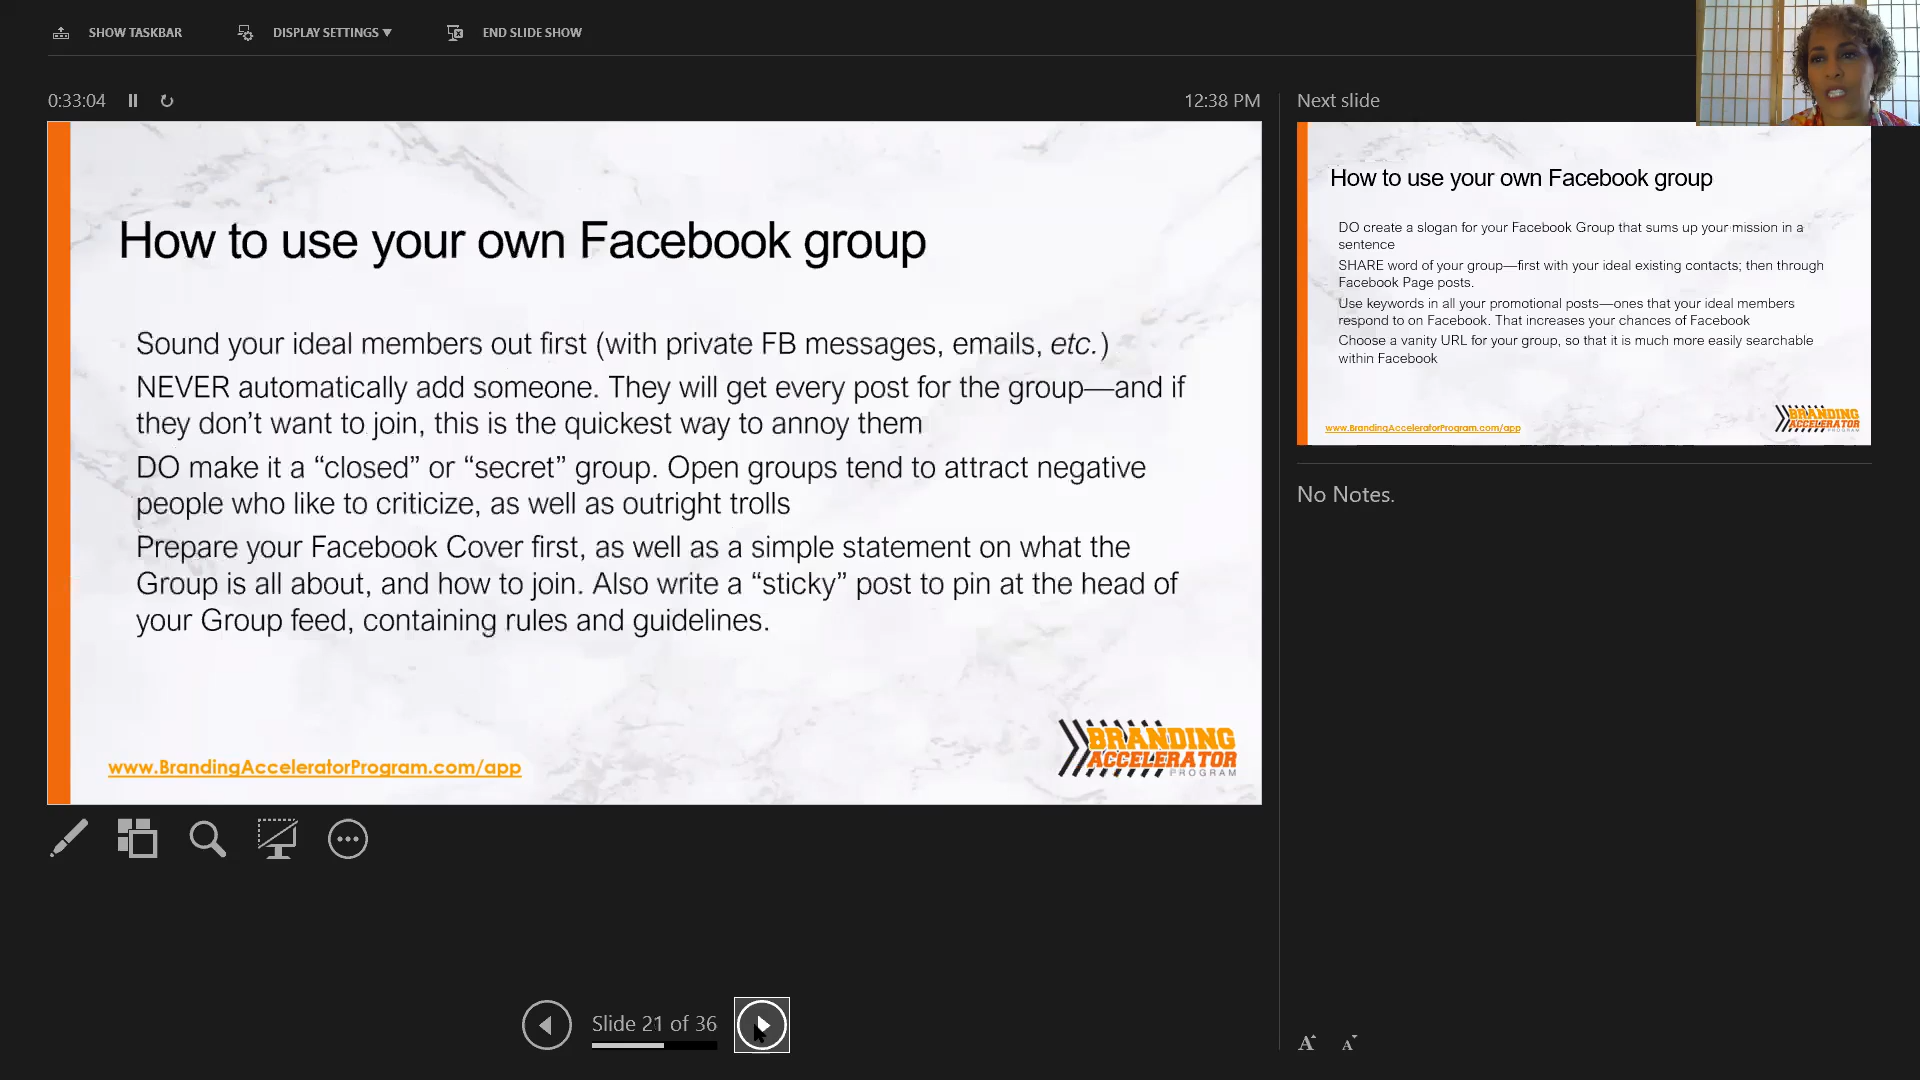 SHOW TASKBAR
DISPLAY SETTINGS ▾
END SLIDE SHOW
0:33:04
12:38 PM
How to use your own Facebook group
Sound your ideal members out first (with private FB messages, emails, etc.)
NEVER automatically add someone. They will get every post for the group—and if
they don’t want to join, this is the quickest way to annoy them
DO make it a “closed” or “secret” group. Open groups tend to attract negative
people who like to criticize, as well as outright trolls
Prepare your Facebook Cover first, as well as a simple statement on what the
Group is all about, and how to join. Also write a “sticky” post to pin at the head of
your Group feed, containing rules and guidelines.
www.BrandingAcceleratorProgram.com/app
BRANDING
ACCELERATOR
PROGRAM
Slide 21 of 36
Next slide
How to use your own Facebook group
DO create a slogan for your Facebook Group that sums up your mission in a
sentence
SHARE word of your group—first with your ideal existing contacts; then through
Facebook Page posts.
Use keywords in all your promotional posts—ones that your ideal members
respond to on Facebook. That increases your chances of Facebook
Choose a vanity URL for your group, so that it is much more easily searchable
within Facebook
www.BrandingAcceleratorProgram.com/app
BRANDING
ACCELERATOR
PROGRAM
No Notes.
A A